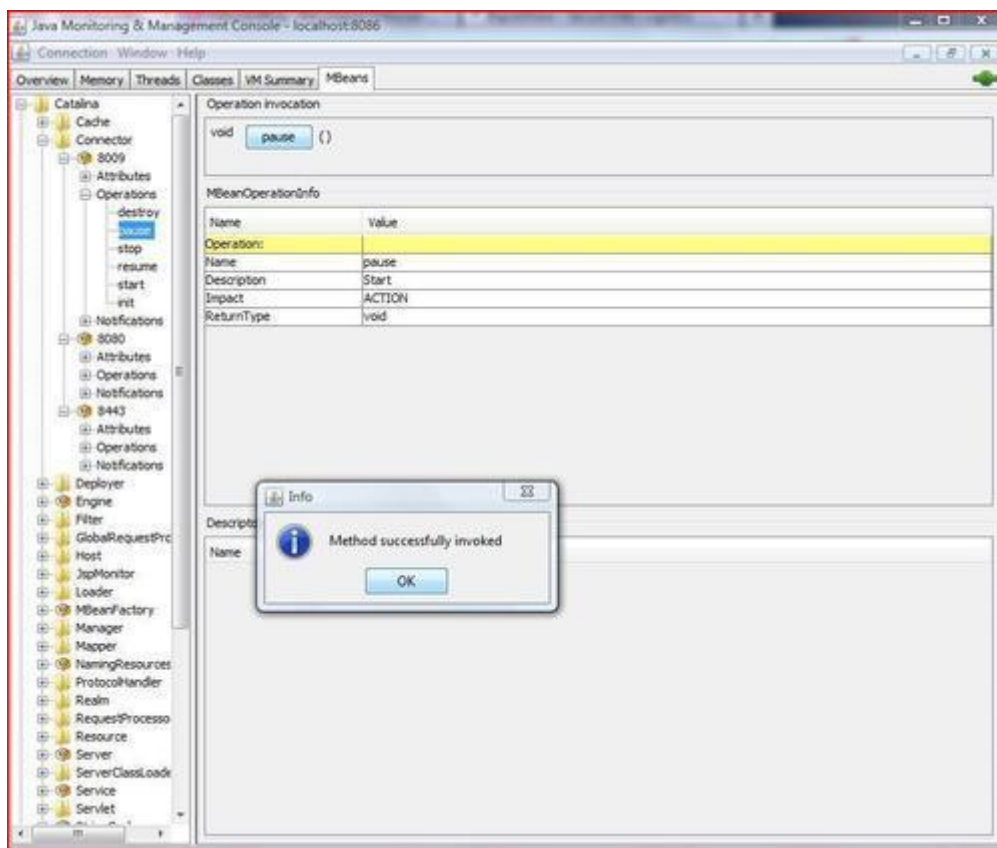 Java Monitoring & Management Console - localhost:8086
Connection Window Help
Overview Memory Threads Classes VM Summary MBeans
Catalina
Cache
Connector
8009
Attributes
Operations
destroy
pause
stop
resume
start
init
Notifications
8080
Attributes
Operations
Notifications
8443
Attributes
Operations
Notifications
Deployer
Engine
Filter
GlobalRequestPro
Host
JspMonitor
Loader
MBeanFactory
Manager
Mapper
NamingResources
ProtocolHandler
Realm
RequestProcesso
Resource
Server
ServerClassLoade
Service
Servlet
Operation invocation
void pause ()
MBeanOperationInfo
Name Value
Operation:
Name pause
Description Start
Impact ACTION
ReturnType void
Descripto
Name
Info
Method successfully invoked
OK